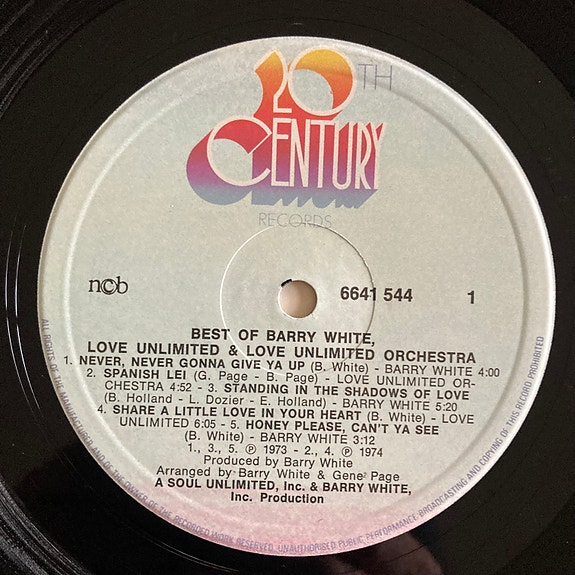 20TH
CENTURY
RECORDS
ncb
6641 544 1
BEST OF BARRY WHITE,
LOVE UNLIMITED & LOVE UNLIMITED ORCHESTRA
1. NEVER, NEVER GONNA GIVE YA UP (B. White) - BARRY WHITE 4:00
2. SPANISH LEI (G. Page - B. Page) - LOVE UNLIMITED OR-
CHESTRA 4:52 - 3. STANDING IN THE SHADOWS OF LOVE
(B. Holland - L. Dozier - E. Holland) - BARRY WHITE 5:20
4. SHARE A LITTLE LOVE IN YOUR HEART (B. White) - LOVE
UNLIMITED 6:05 - 5. HONEY PLEASE, CAN'T YA SEE
(B. White) - BARRY WHITE 3:12
1., 3., 5. ℗ 1973 - 2., 4. ℗ 1974
Produced by Barry White
Arranged by Barry White & Gene Page
A SOUL UNLIMITED, Inc. & BARRY WHITE,
Inc. Production
ALL RIGHTS OF THE MANUFACTURER AND OF THE OWNER OF THE RECORDED WORK RESERVED. UNAUTHORISED PUBLIC PERFORMANCE, BROADCASTING AND COPYING OF THIS RECORD PROHIBITED